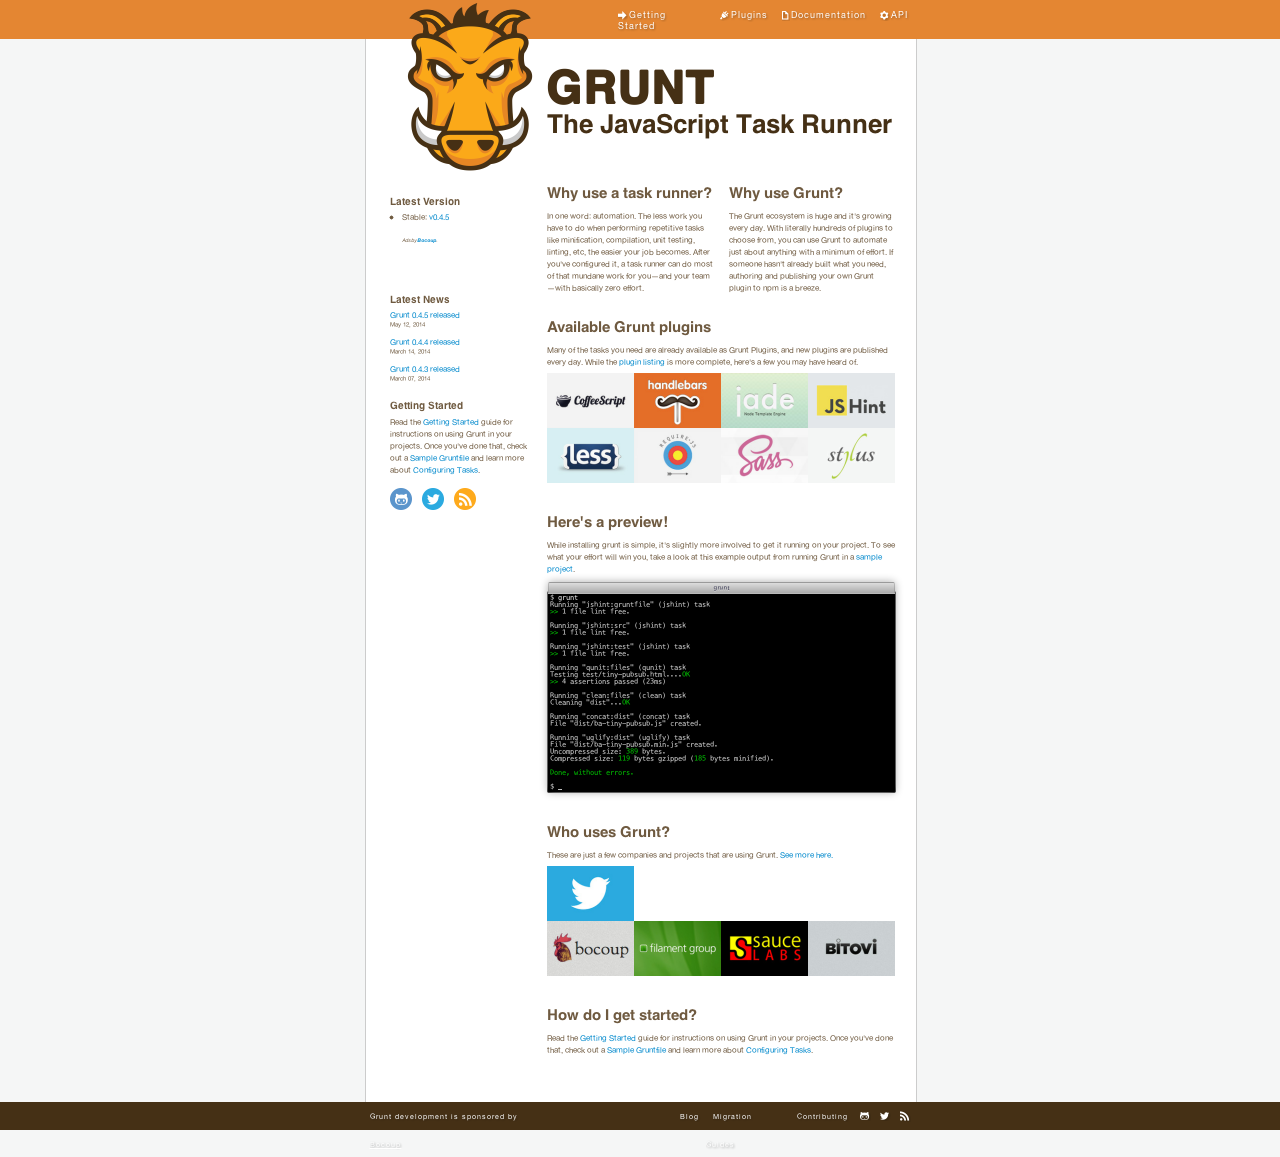 Getting
Started
Plugins
Documentation
API
GRUNT
The JavaScript Task Runner
Latest Version
Stable: v0.4.5
Ads by Bocoup.
Latest News
Grunt 0.4.5 released
May 12, 2014
Grunt 0.4.4 released
March 14, 2014
Grunt 0.4.3 released
March 07, 2014
Getting Started
Read the Getting Started guide for
instructions on using Grunt in your
projects. Once you've done that, check
out a Sample Gruntfile and learn more
about Configuring Tasks.
Why use a task runner?
In one word: automation. The less work you
have to do when performing repetitive tasks
like minification, compilation, unit testing,
linting, etc, the easier your job becomes. After
you've configured it, a task runner can do most
of that mundane work for you—and your team
—with basically zero effort.
Why use Grunt?
The Grunt ecosystem is huge and it's growing
every day. With literally hundreds of plugins to
choose from, you can use Grunt to automate
just about anything with a minimum of effort. If
someone hasn't already built what you need,
authoring and publishing your own Grunt
plugin to npm is a breeze.
Available Grunt plugins
Many of the tasks you need are already available as Grunt Plugins, and new plugins are published
every day. While the plugin listing is more complete, here's a few you may have heard of.
CoffeeScript
handlebars
jade
Node Template Engine
JS Hint
{less}
REQUIRE·JS
Sass
stylus
Here's a preview!
While installing grunt is simple, it's slightly more involved to get it running on your project. To see
what your effort will win you, take a look at this example output from running Grunt in a sample
project.
grunt
$ grunt
Running "jshint:gruntfile" (jshint) task
>> 1 file lint free.
Running "jshint:src" (jshint) task
>> 1 file lint free.
Running "jshint:test" (jshint) task
>> 1 file lint free.
Running "qunit:files" (qunit) task
Testing test/tiny-pubsub.html....OK
>> 4 assertions passed (23ms)
Running "clean:files" (clean) task
Cleaning "dist"...OK
Running "concat:dist" (concat) task
File "dist/ba-tiny-pubsub.js" created.
Running "uglify:dist" (uglify) task
File "dist/ba-tiny-pubsub.min.js" created.
Uncompressed size: 389 bytes.
Compressed size: 119 bytes gzipped (185 bytes minified).
Done, without errors.
$ _
Who uses Grunt?
These are just a few companies and projects that are using Grunt. See more here.
bocoup
filament group
SAUCE
LABS
BITOVI
How do I get started?
Read the Getting Started guide for instructions on using Grunt in your projects. Once you've done
that, check out a Sample Gruntfile and learn more about Configuring Tasks.
Grunt development is sponsored by
Blog
Migration
Contributing
Bocoup
Guides